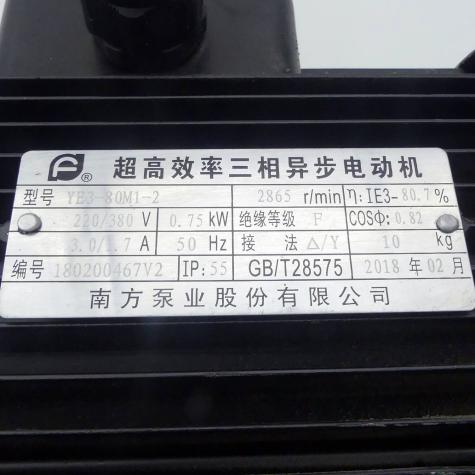 ® 超高效率三相异步电动机
型号 YE3-80M1-2 2865 r/min η:IE3-80.7%
220/380 V 0.75 kW 绝缘等级 F COSΦ: 0.82
3.0/1.7 A 50 Hz 接 法 △/Y 10 kg
编号 180200467V2 IP: 55 GB/T28575 2018 年 02 月
南方泵业股份有限公司